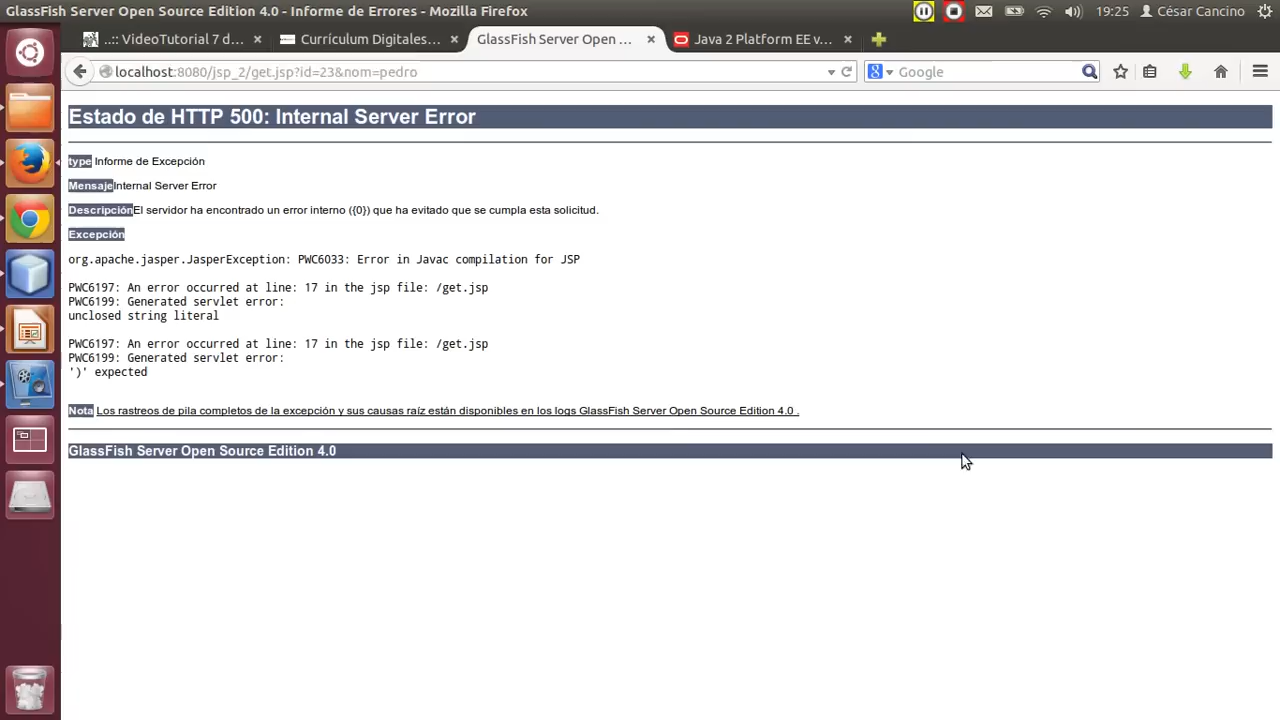 GlassFish Server Open Source Edition 4.0 - Informe de Errores - Mozilla Firefox
19:25 César Cancino
..:: VideoTutorial 7 d...
Currículum Digitales...
GlassFish Server Open ...
Java 2 Platform EE v...
localhost:8080/jsp_2/get.jsp?id=23&nom=pedro
Google
Estado de HTTP 500: Internal Server Error
type Informe de Excepción
MensajeInternal Server Error
DescripciónEl servidor ha encontrado un error interno ({0}) que ha evitado que se cumpla esta solicitud.
Excepción
org.apache.jasper.JasperException: PWC6033: Error in Javac compilation for JSP
PWC6197: An error occurred at line: 17 in the jsp file: /get.jsp
PWC6199: Generated servlet error:
unclosed string literal
PWC6197: An error occurred at line: 17 in the jsp file: /get.jsp
PWC6199: Generated servlet error:
')' expected
Nota Los rastreos de pila completos de la excepción y sus causas raíz están disponibles en los logs GlassFish Server Open Source Edition 4.0 .
GlassFish Server Open Source Edition 4.0